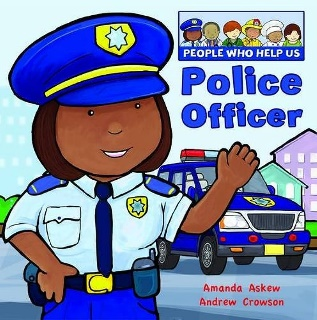 PEOPLE WHO HELP US
Police
Officer
Amanda Askew
Andrew Crowson